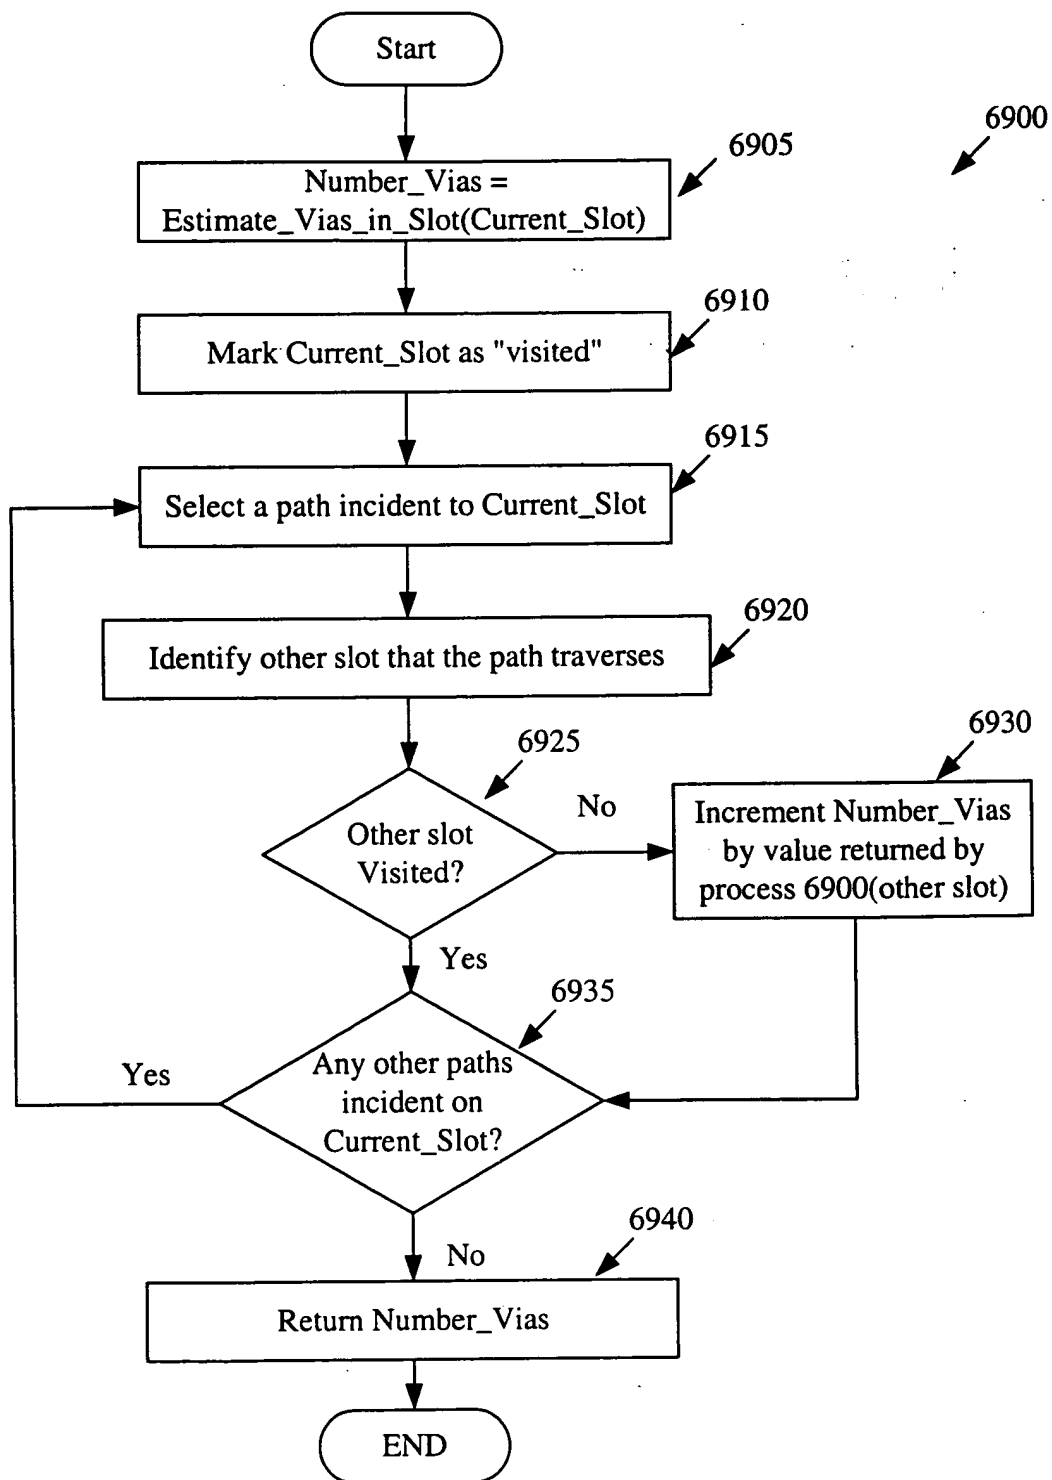 Start
6900
6905
Number_Vias =
Estimate_Vias_in_Slot(Current_Slot)
6910
Mark Current_Slot as "visited"
6915
Select a path incident to Current_Slot
6920
Identify other slot that the path traverses
6925
6930
Other slot
Visited?
No
Increment Number_Vias
by value returned by
process 6900(other slot)
Yes
6935
Any other paths
incident on
Current_Slot?
Yes
No
6940
Return Number_Vias
END